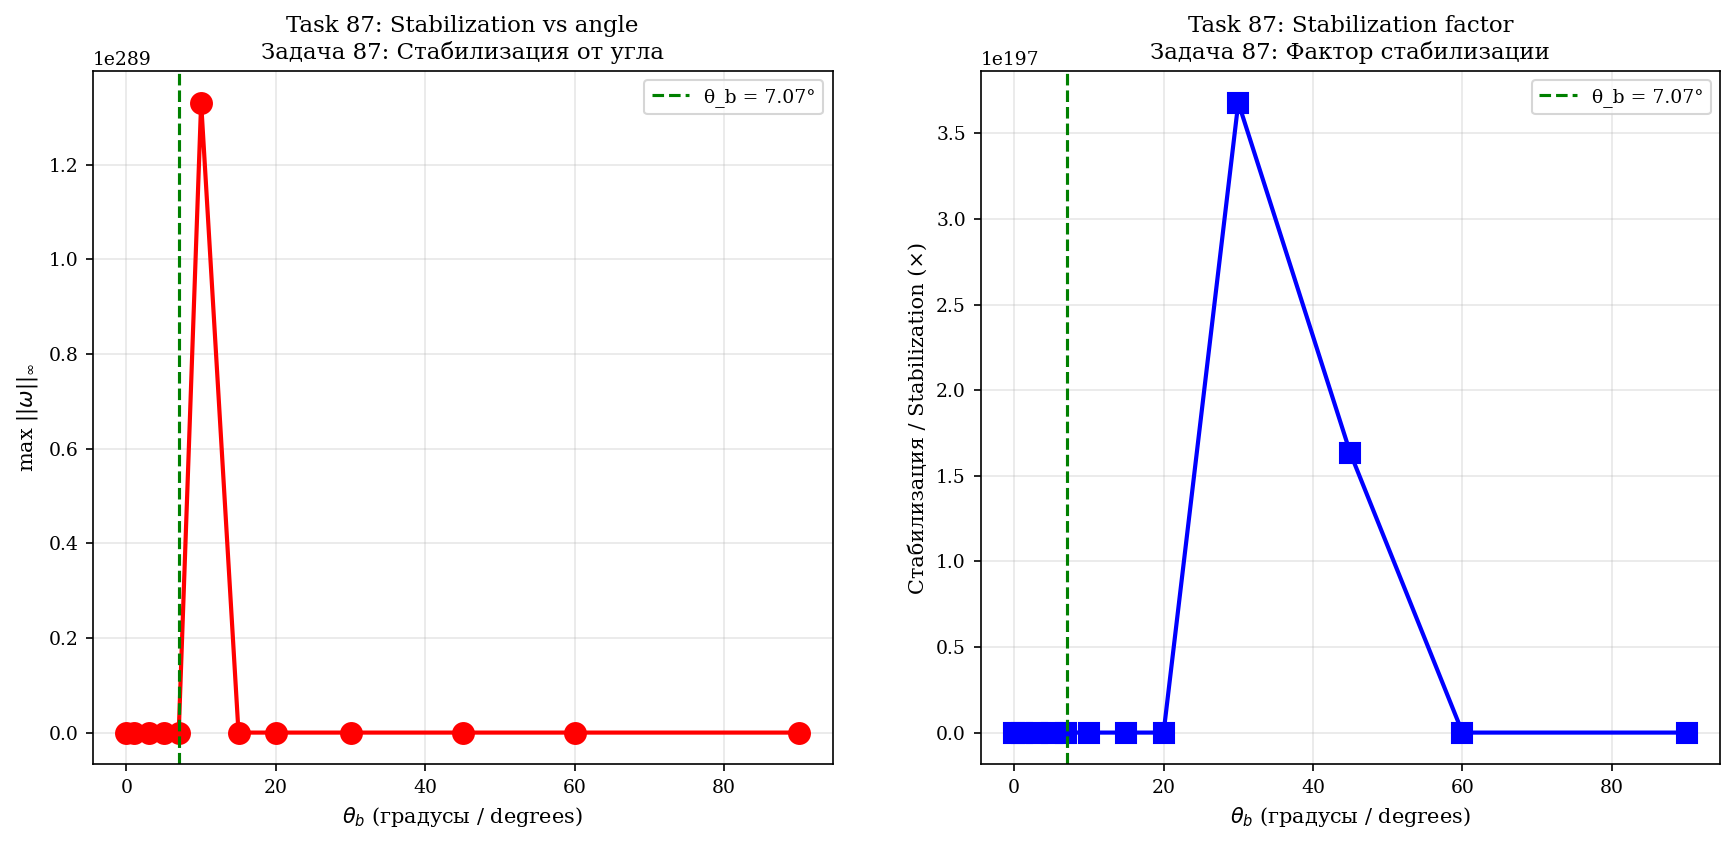 Task 87: Stabilization vs angle
Задача 87: Стабилизация от угла
1e289
θ_b = 7.07°
1.2
1.0
0.8
0.6
0.4
0.2
0.0
max ||ω||∞
0 20 40 60 80
θb (градусы / degrees)
Task 87: Stabilization factor
Задача 87: Фактор стабилизации
1e197
θ_b = 7.07°
3.5
3.0
2.5
2.0
1.5
1.0
0.5
0.0
Стабилизация / Stabilization (×)
0 20 40 60 80
θb (градусы / degrees)